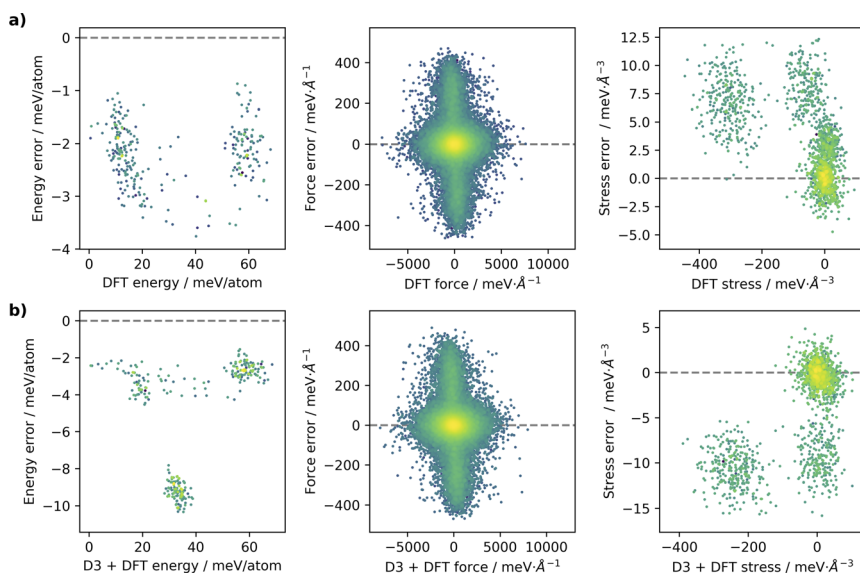 a)
Energy error / meV/atom
0
−1
−2
−3
−4
0 20 40 60
DFT energy / meV/atom
Force error / meV·Å⁻¹
400
200
0
−200
−400
−5000 0 5000 10000
DFT force / meV·Å⁻¹
Stress error / meV·Å⁻³
12.5
10.0
7.5
5.0
2.5
0.0
−2.5
−5.0
−400 −200 0
DFT stress / meV·Å⁻³
b)
Energy error / meV/atom
0
−2
−4
−6
−8
−10
0 20 40 60
D3 + DFT energy / meV/atom
Force error / meV·Å⁻¹
400
200
0
−200
−400
−5000 0 5000 10000
D3 + DFT force / meV·Å⁻¹
Stress error / meV·Å⁻³
5
0
−5
−10
−15
−400 −200 0
D3 + DFT stress / meV·Å⁻³